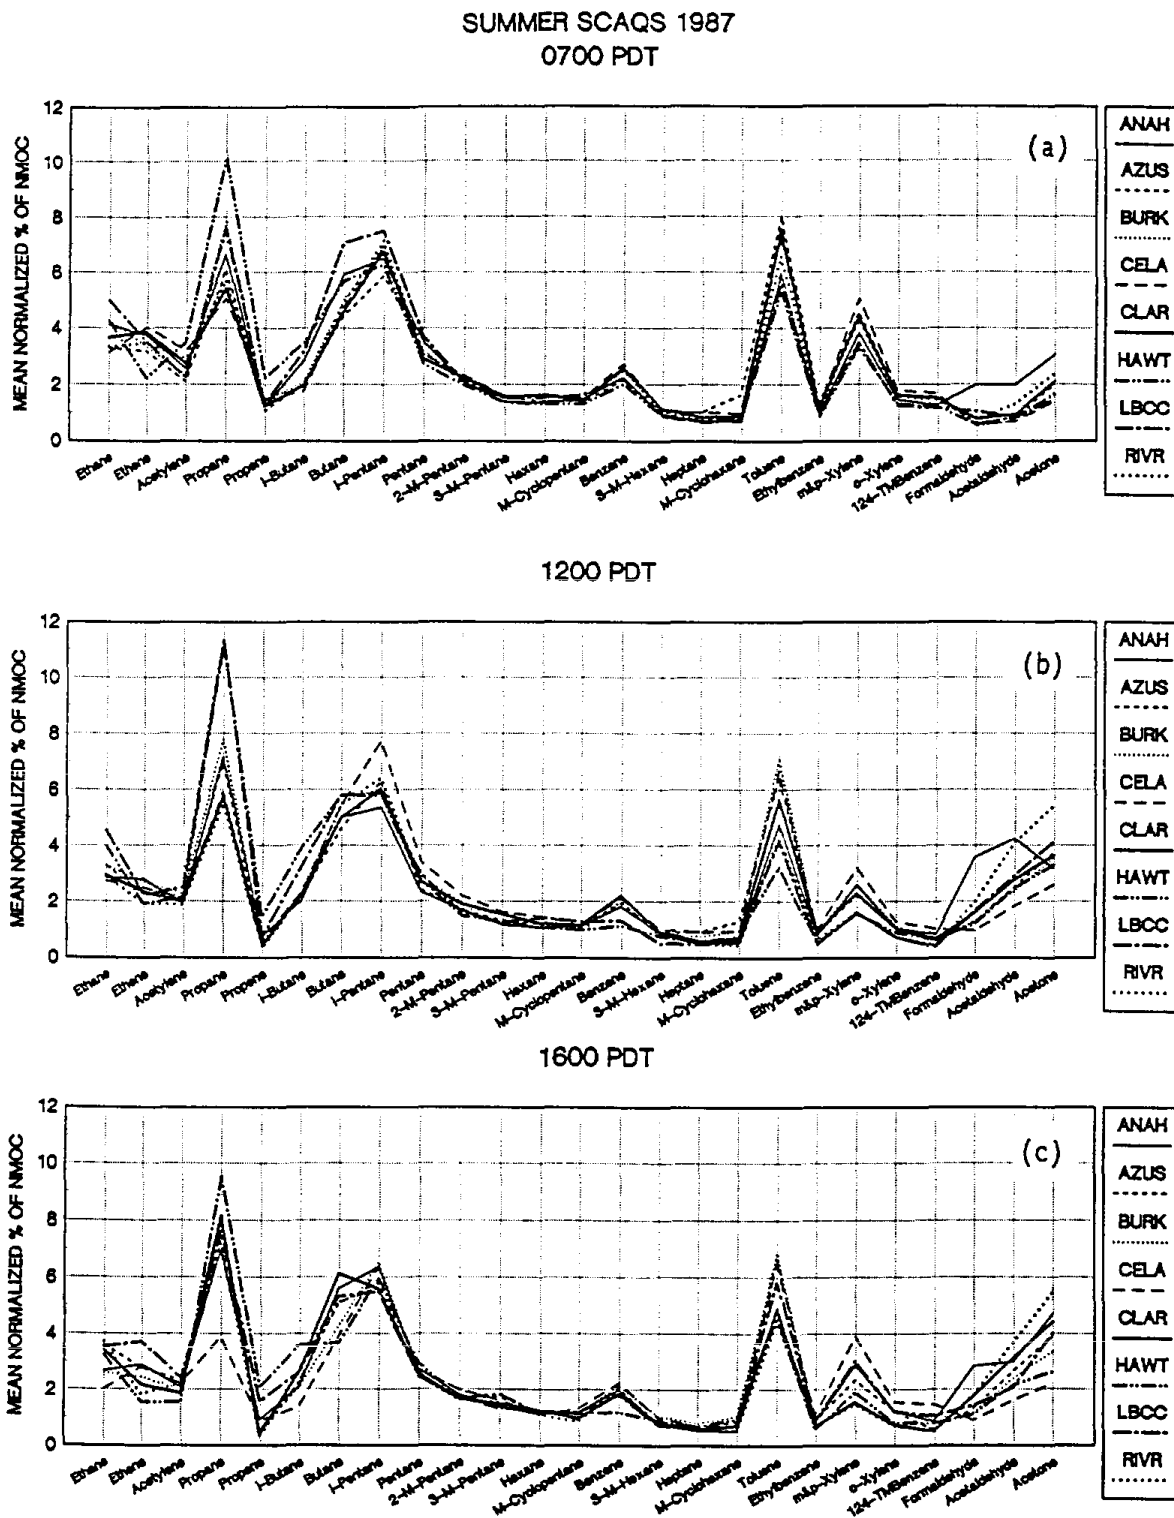 SUMMER SCAQS 1987
0700 PDT
MEAN NORMALIZED % OF NMOC
12
10
8
6
4
2
0
(a)
Ethane
Ethene
Acetylene
Propane
Propene
I-Butane
Butane
I-Pentane
Pentane
2-M-Pentane
3-M-Pentane
Hexane
M-Cyclopentane
Benzene
3-M-Hexane
Heptane
M-Cyclohexane
Toluene
Ethylbenzene
m&p-Xylene
o-Xylene
124-TMBenzene
Formaldehyde
Acetaldehyde
Acetone
ANAH
AZUS
BURK
CELA
CLAR
HAWT
LBCC
RIVR
1200 PDT
MEAN NORMALIZED % OF NMOC
12
10
8
6
4
2
0
(b)
Ethane
Ethene
Acetylene
Propane
Propene
I-Butane
Butane
I-Pentane
Pentane
2-M-Pentane
3-M-Pentane
Hexane
M-Cyclopentane
Benzene
3-M-Hexane
Heptane
M-Cyclohexane
Toluene
Ethylbenzene
m&p-Xylene
o-Xylene
124-TMBenzene
Formaldehyde
Acetaldehyde
Acetone
ANAH
AZUS
BURK
CELA
CLAR
HAWT
LBCC
RIVR
1600 PDT
MEAN NORMALIZED % OF NMOC
12
10
8
6
4
2
0
(c)
Ethane
Ethene
Acetylene
Propane
Propene
I-Butane
Butane
I-Pentane
Pentane
2-M-Pentane
3-M-Pentane
Hexane
M-Cyclopentane
Benzene
3-M-Hexane
Heptane
M-Cyclohexane
Toluene
Ethylbenzene
m&p-Xylene
o-Xylene
124-TMBenzene
Formaldehyde
Acetaldehyde
Acetone
ANAH
AZUS
BURK
CELA
CLAR
HAWT
LBCC
RIVR